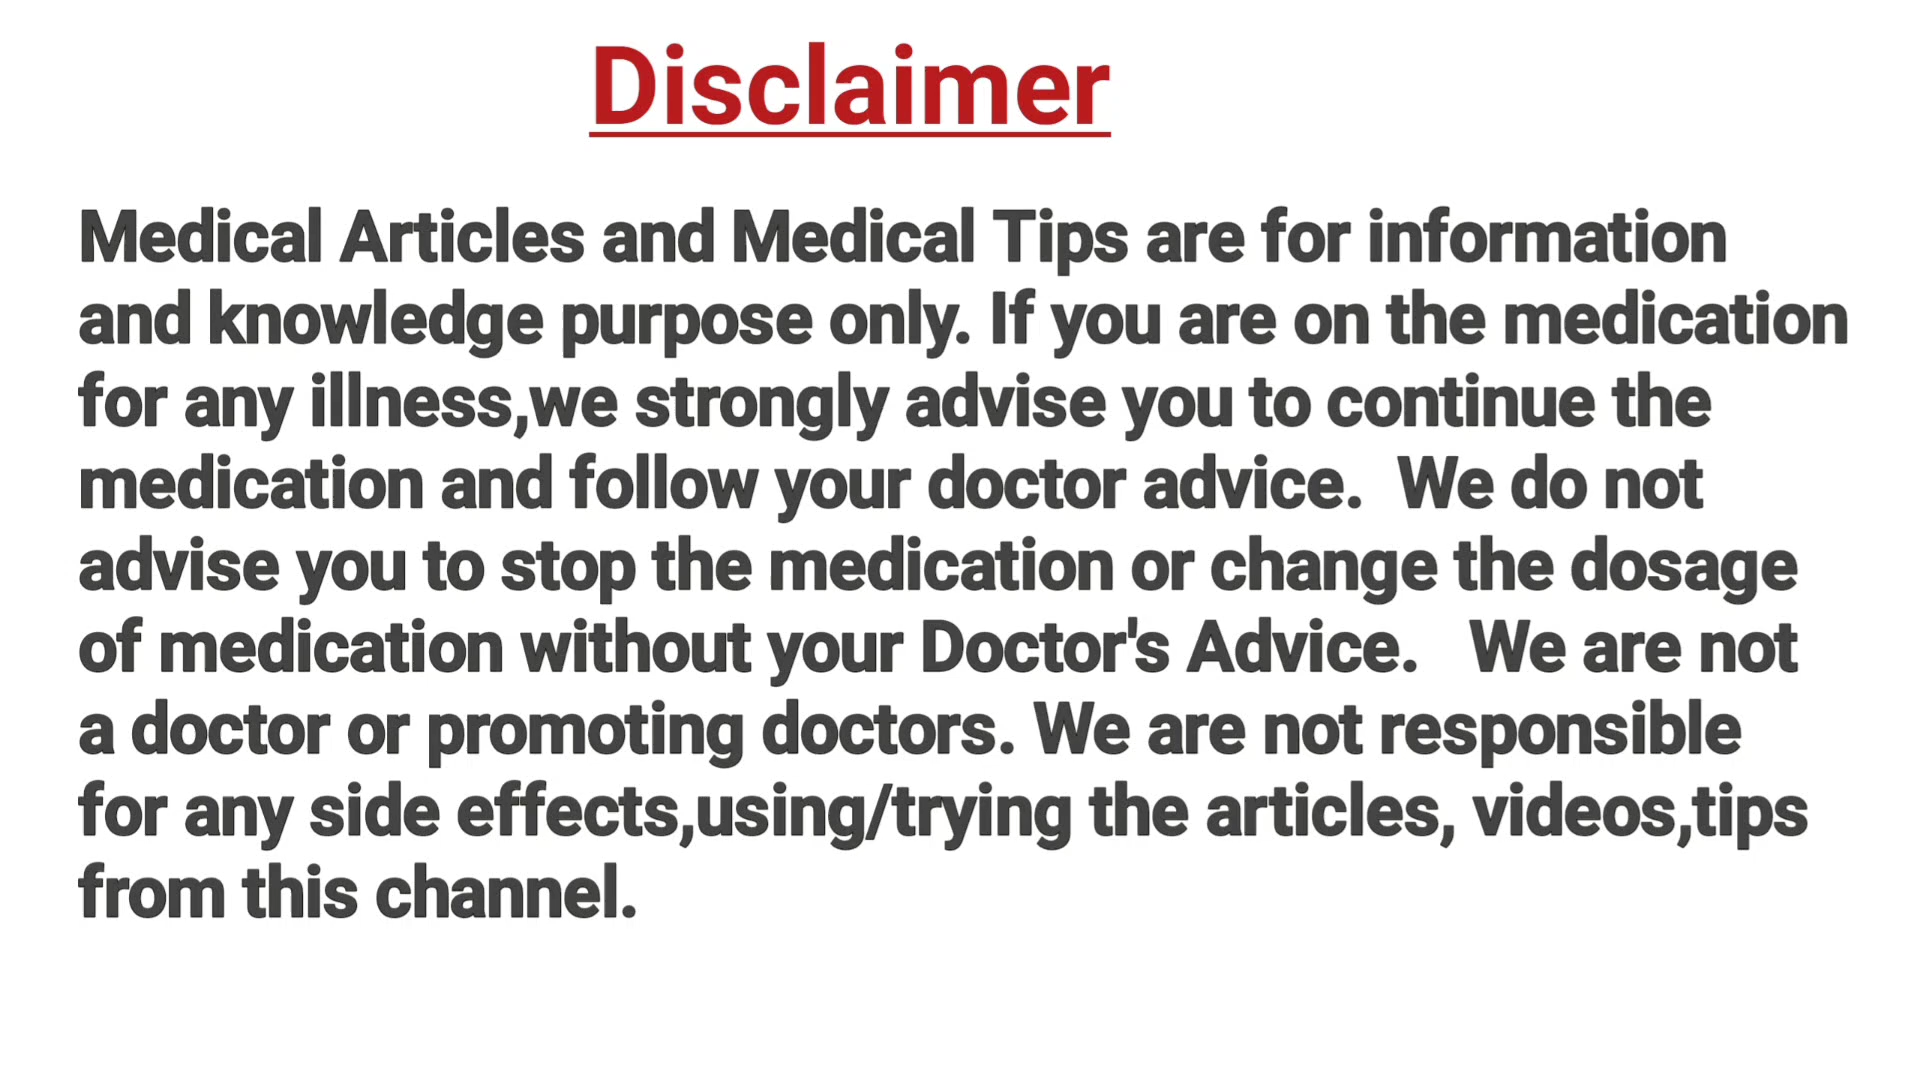 Disclaimer
Medical Articles and Medical Tips are for information
and knowledge purpose only. If you are on the medication
for any illness,we strongly advise you to continue the
medication and follow your doctor advice.  We do not
advise you to stop the medication or change the dosage
of medication without your Doctor's Advice.   We are not
a doctor or promoting doctors. We are not responsible
for any side effects,using/trying the articles, videos,tips
from this channel.